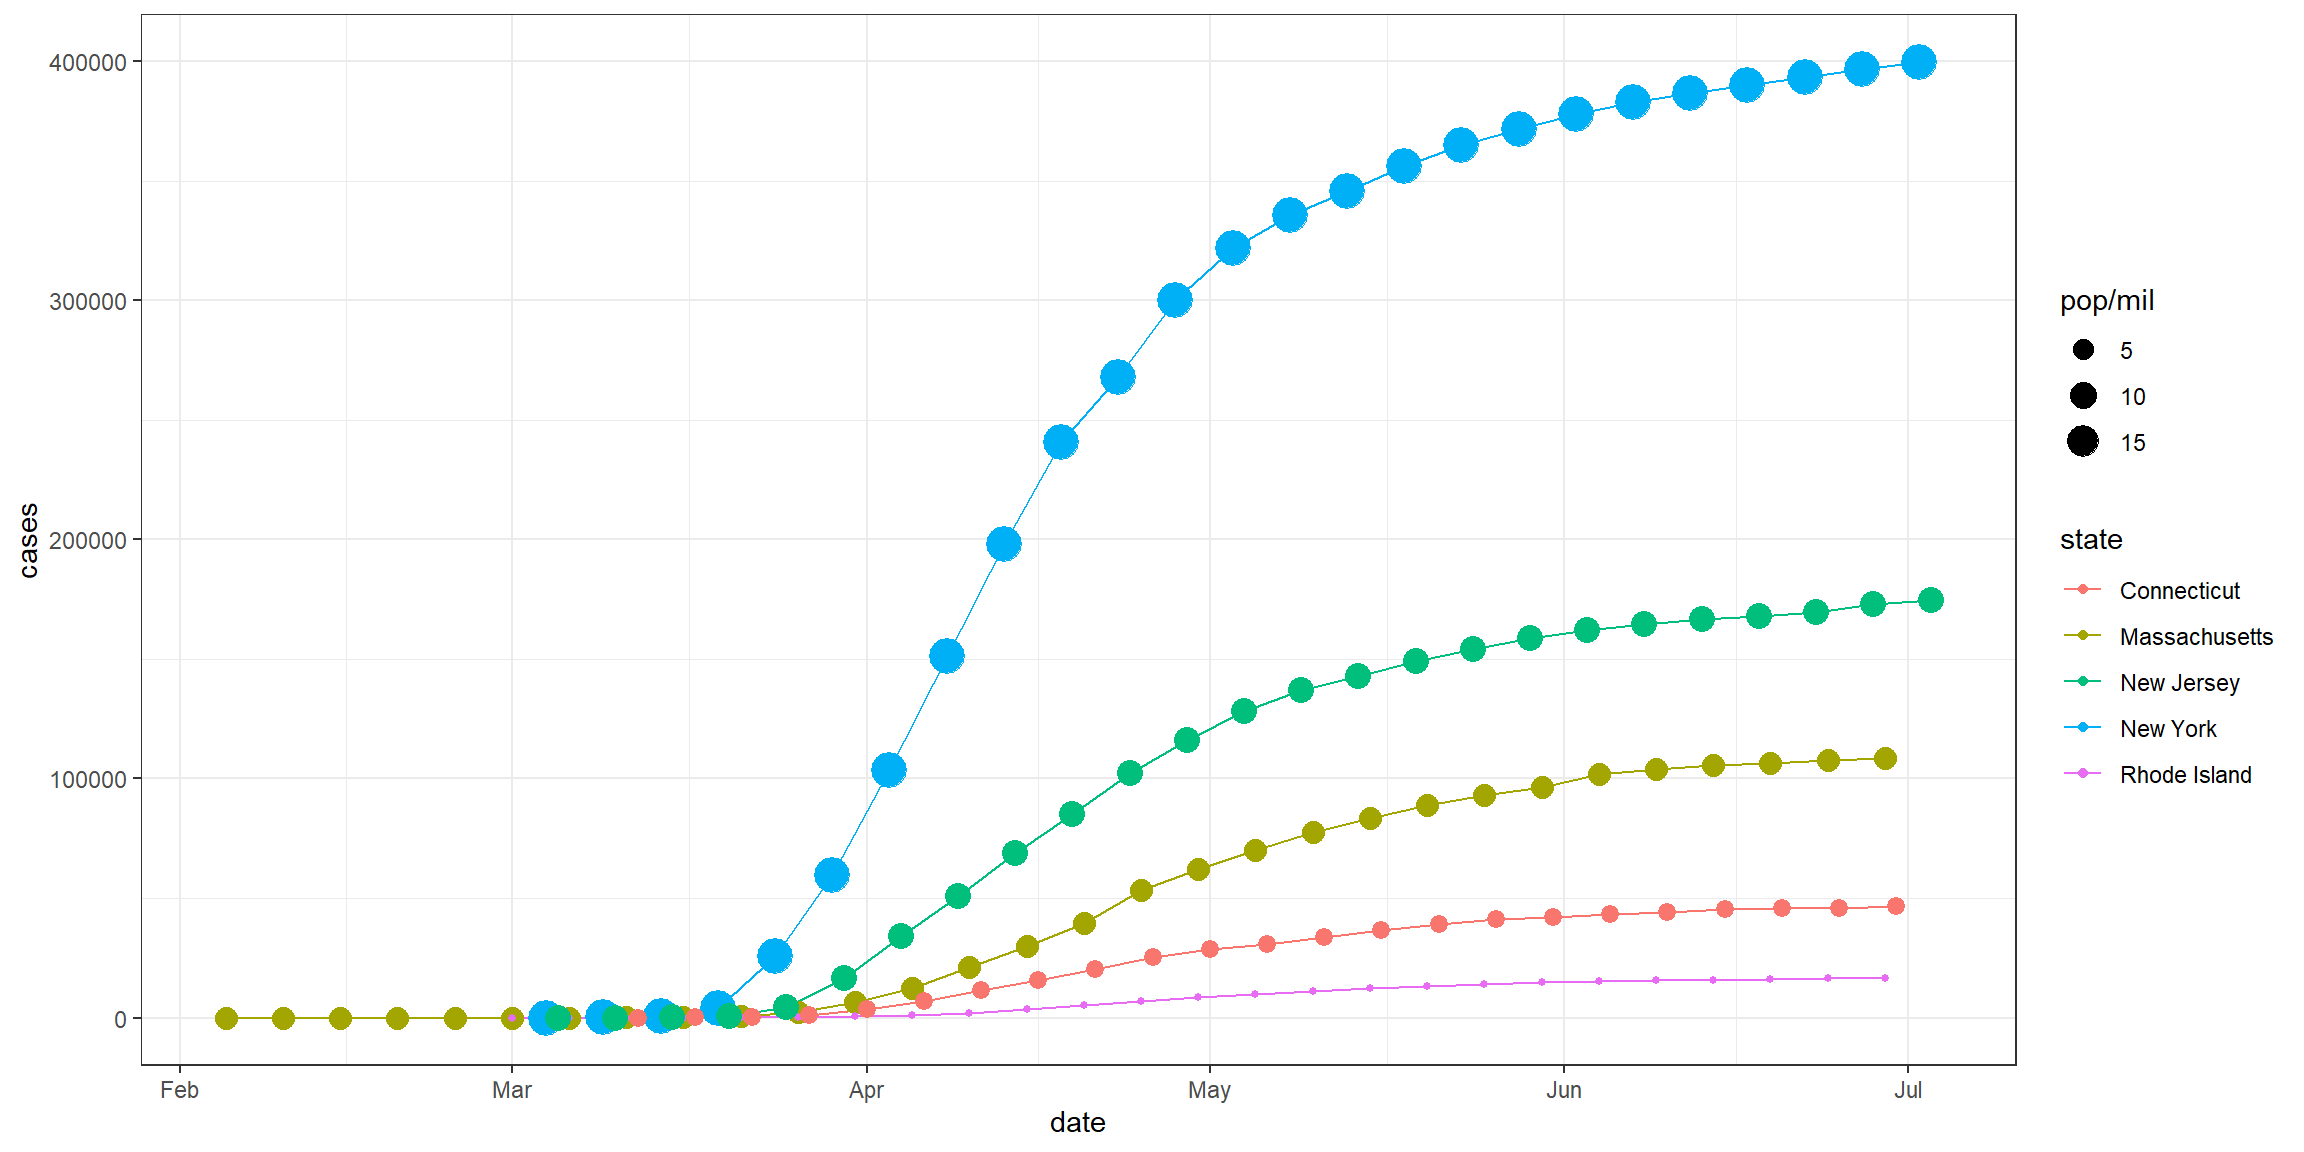 400000
300000
200000
100000
0
cases
Feb
Mar
Apr
May
Jun
Jul
date
pop/mil
5
10
15
state
Connecticut
Massachusetts
New Jersey
New York
Rhode Island